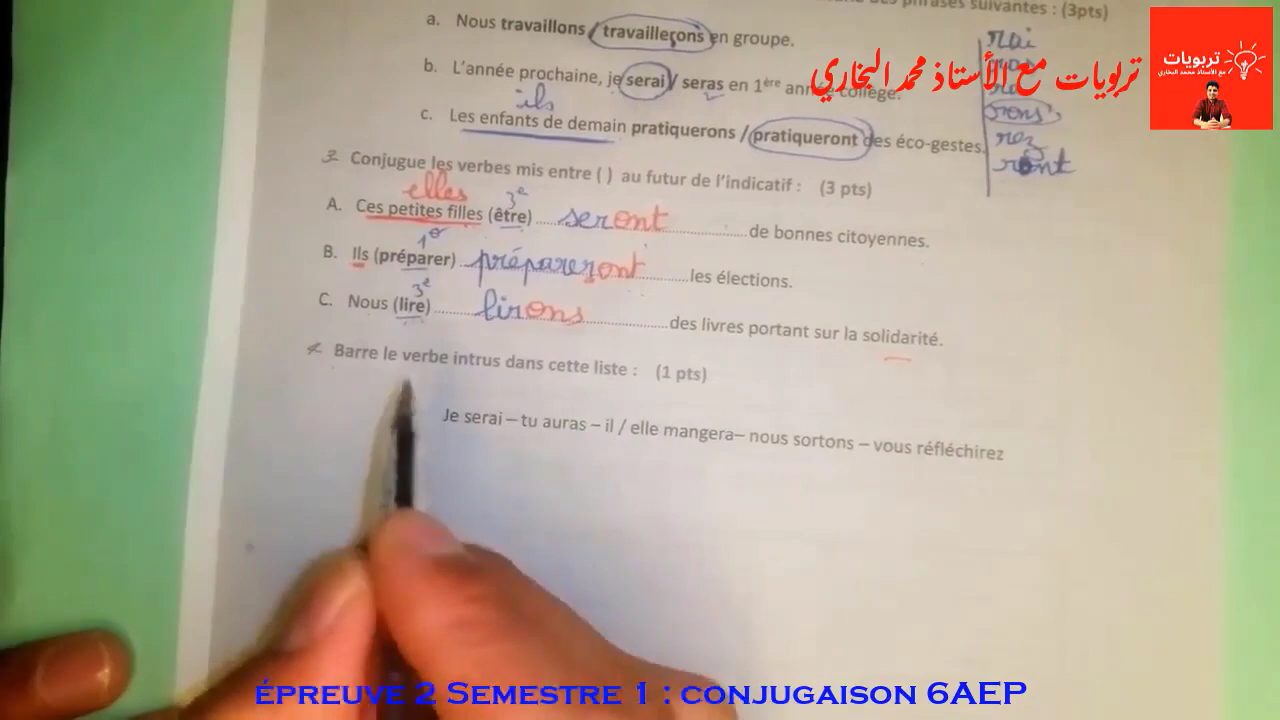 des phrases suivantes : (3pts)
a. Nous travaillons / travaillerons en groupe.
b. L'année prochaine, je serai / seras en 1ère année collège.
ils
c. Les enfants de demain pratiquerons / pratiqueront des éco-gestes.
rai
ras
ra
rons
rez
ront
تربويات مع الأستاذ محمد البخاري
تربويات
مع الأستاذ محمد البخاري
3- Conjugue les verbes mis entre ( ) au futur de l'indicatif : (3 pts)
elles 3e
A. Ces petites filles (être) ....seront...............de bonnes citoyennes.
1er
B. Ils (préparer) ..prépareront........les élections.
3e
C. Nous (lire) ..........lirons....................des livres portant sur la solidarité.
4- Barre le verbe intrus dans cette liste : (1 pts)
Je serai – tu auras – il / elle mangera– nous sortons – vous réfléchirez
épreuve 2 Semestre 1 : conjugaison 6AEP